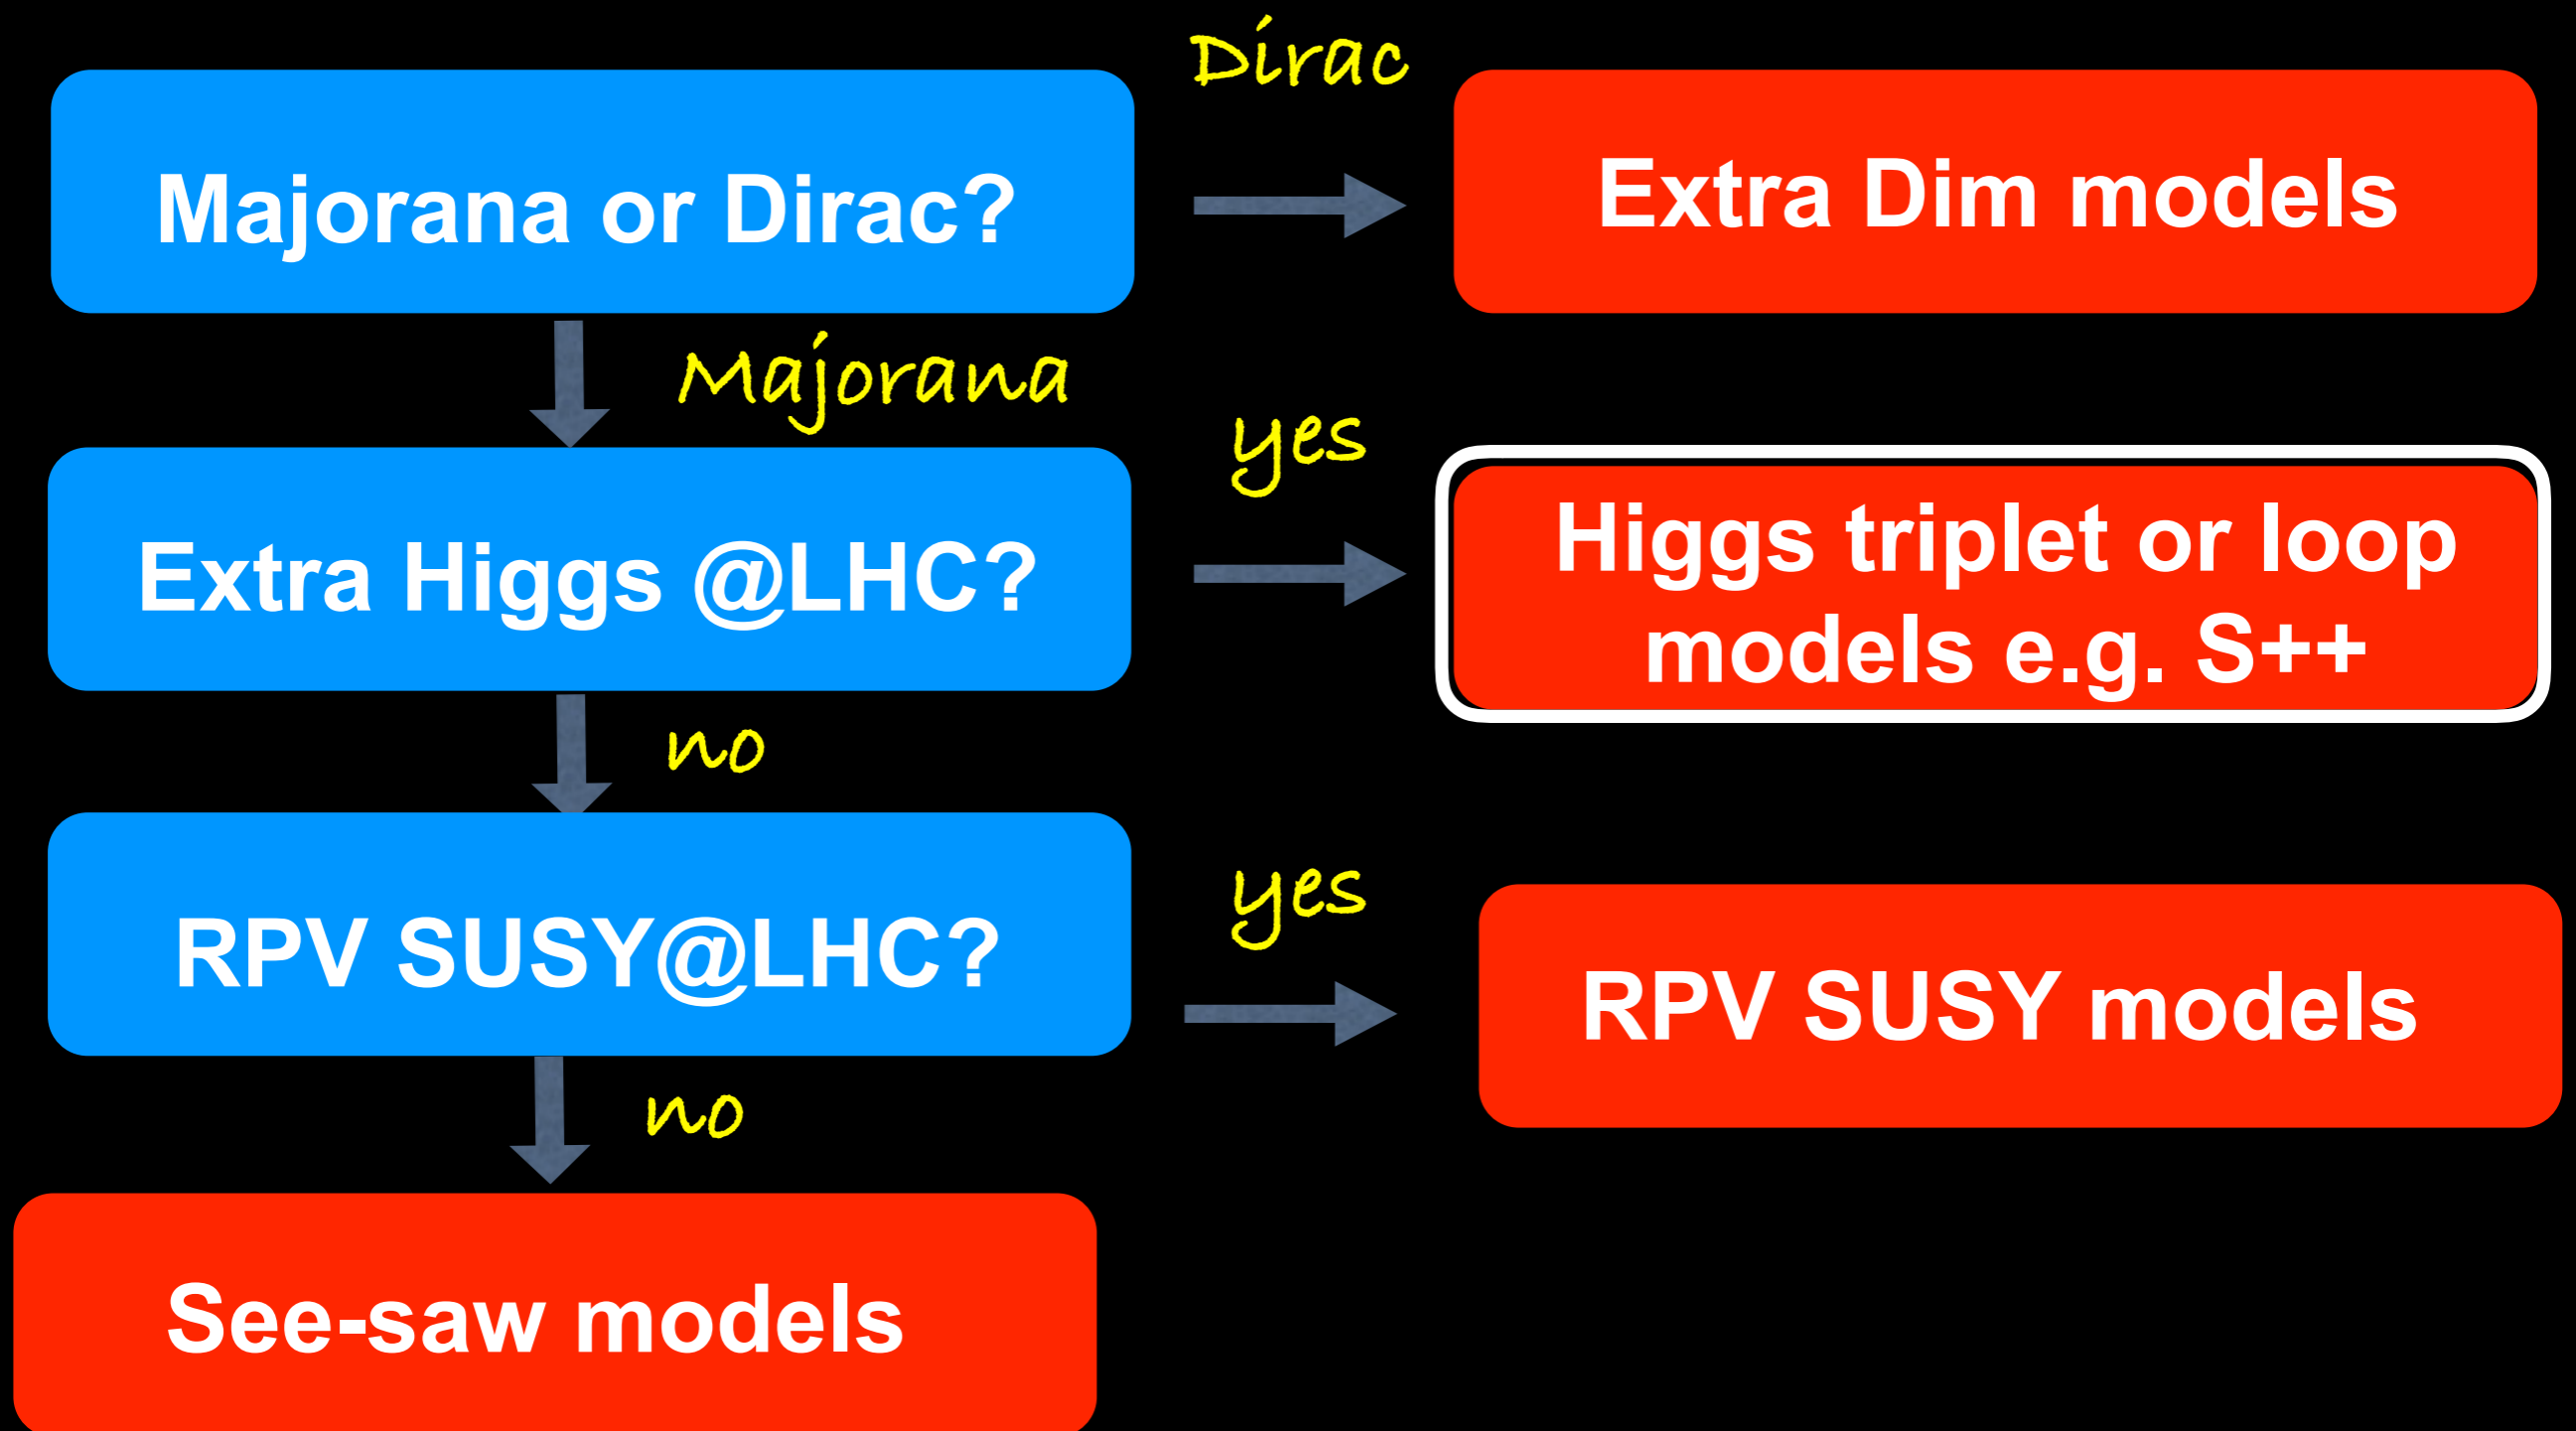 Dirac
Majorana or Dirac?
Extra Dim models
Majorana
yes
Extra Higgs @LHC?
Higgs triplet or loop
models e.g. S++
no
yes
RPV SUSY@LHC?
RPV SUSY models
no
See-saw models